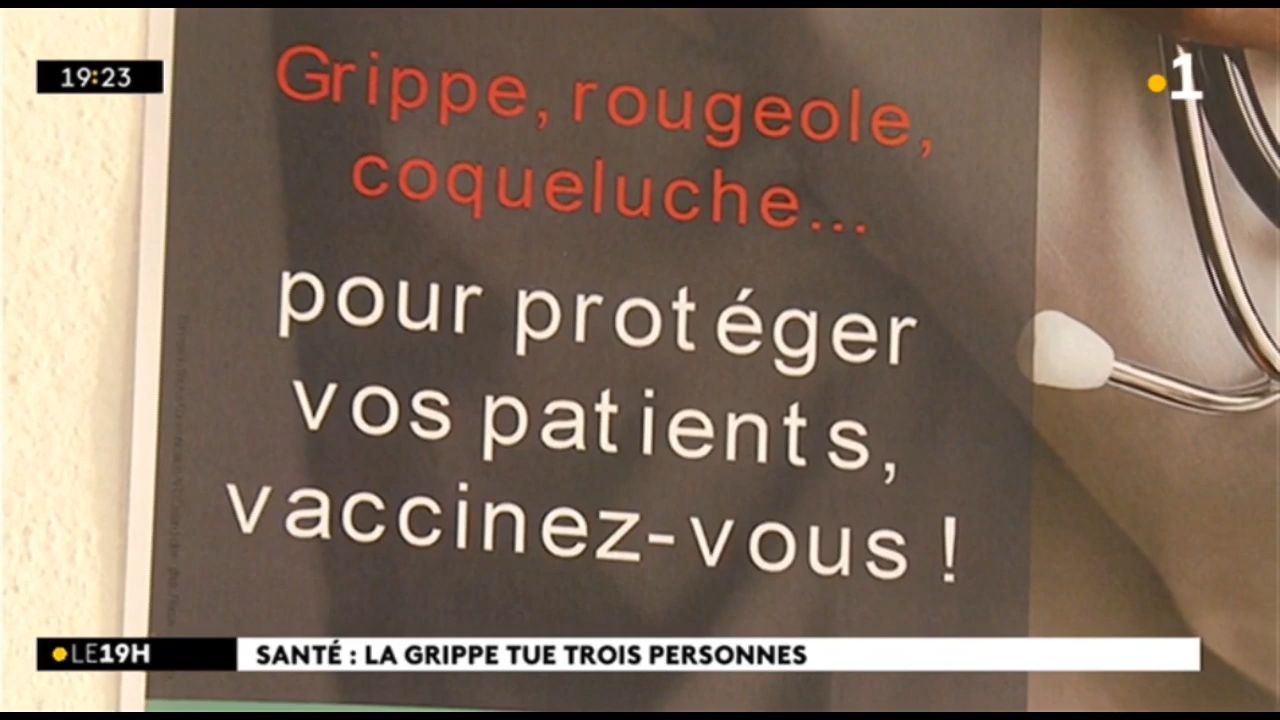 19:23
1
Grippe, rougeole,
coqueluche...
pour protéger
vos patients,
vaccinez-vous !
LE19H
SANTÉ : LA GRIPPE TUE TROIS PERSONNES